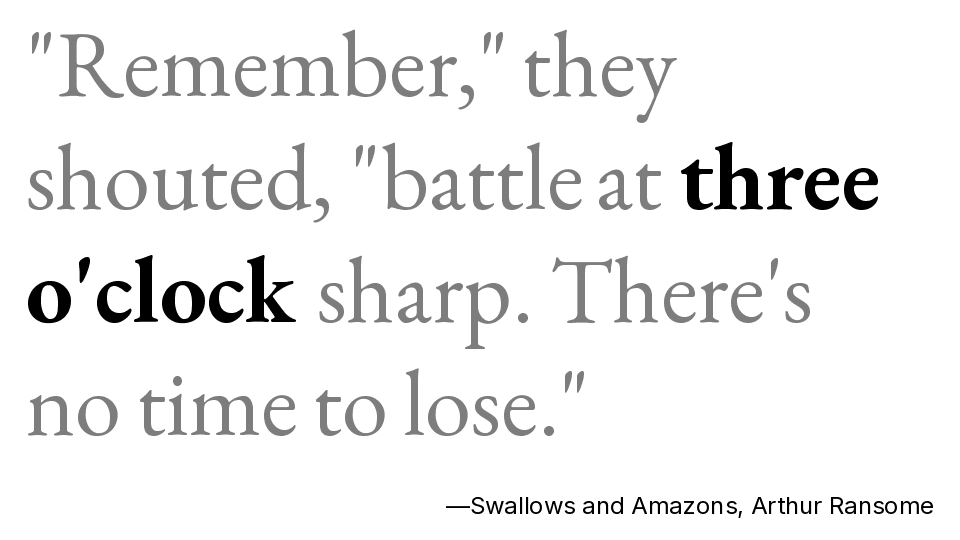 "Remember," they
shouted, "battle at three
o'clock sharp. There's
no time to lose."
—Swallows and Amazons, Arthur Ransome